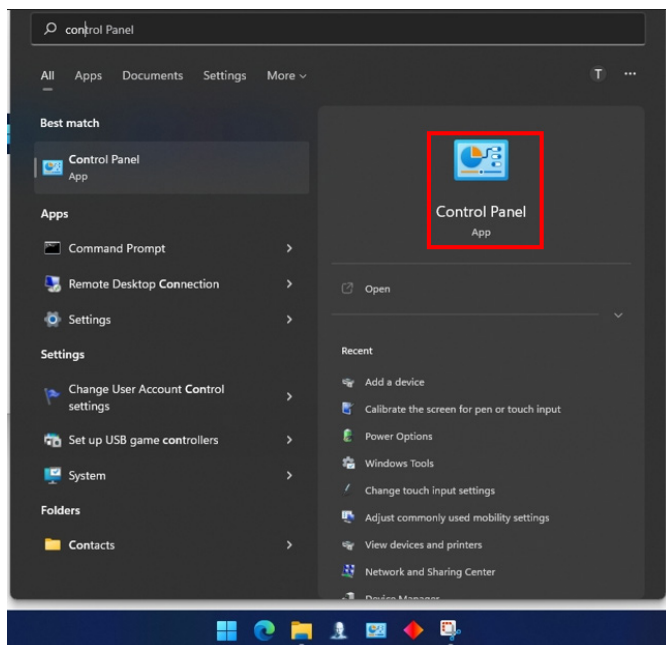 control Panel
All Apps Documents Settings More
T ...
Best match
Control Panel
App
Apps
Command Prompt
Remote Desktop Connection
Settings
Settings
Change User Account Control
settings
Set up USB game controllers
System
Folders
Contacts
Control Panel
App
Open
Recent
Add a device
Calibrate the screen for pen or touch input
Power Options
Windows Tools
Change touch input settings
Adjust commonly used mobility settings
View devices and printers
Network and Sharing Center
Device Manager